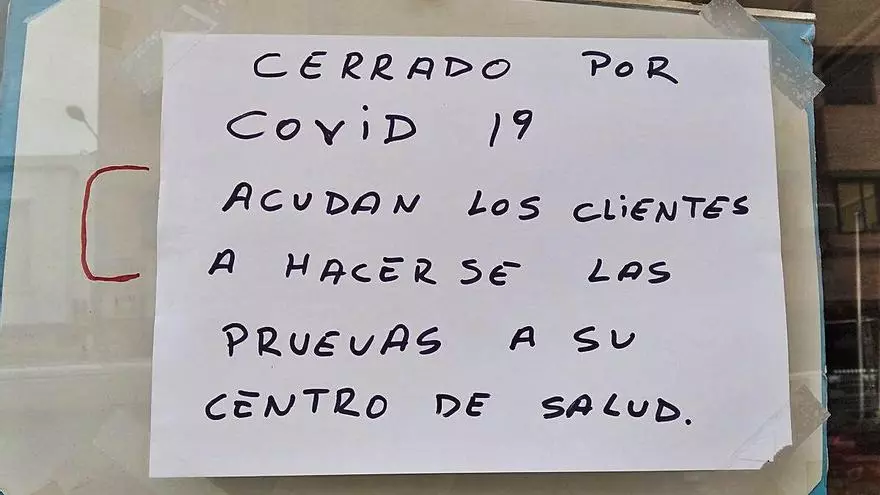 CERRADO POR
COVID 19
ACUDAN LOS CLIENTES
A HACERSE LAS
PRUEVAS A SU
CENTRO DE SALUD.